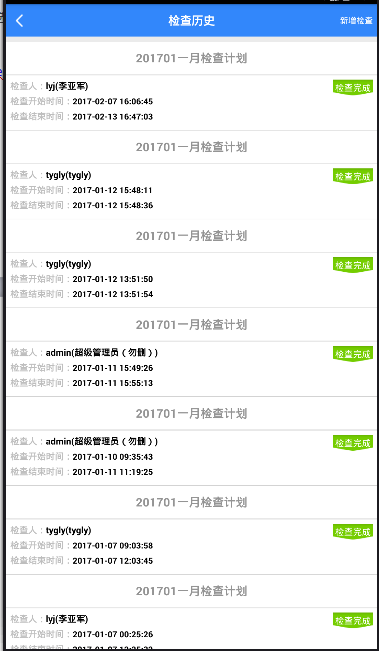 检查历史
新增检查
201701一月检查计划
检查人：lyj(李亚军)
检查完成
检查开始时间：2017-02-07 16:06:45
检查结束时间：2017-02-13 16:47:03
201701一月检查计划
检查人：tygly(tygly)
检查完成
检查开始时间：2017-01-12 15:48:11
检查结束时间：2017-01-12 15:48:36
201701一月检查计划
检查人：tygly(tygly)
检查完成
检查开始时间：2017-01-12 13:51:50
检查结束时间：2017-01-12 13:51:54
201701一月检查计划
检查人：admin(超级管理员（勿删）)
检查完成
检查开始时间：2017-01-11 15:49:26
检查结束时间：2017-01-11 15:55:13
201701一月检查计划
检查人：admin(超级管理员（勿删）)
检查完成
检查开始时间：2017-01-10 09:35:43
检查结束时间：2017-01-11 11:19:25
201701一月检查计划
检查人：tygly(tygly)
检查完成
检查开始时间：2017-01-07 09:03:58
检查结束时间：2017-01-07 12:03:45
201701一月检查计划
检查人：lyj(李亚军)
检查完成
检查开始时间：2017-01-07 00:25:26
检查结束时间：2017-01-07